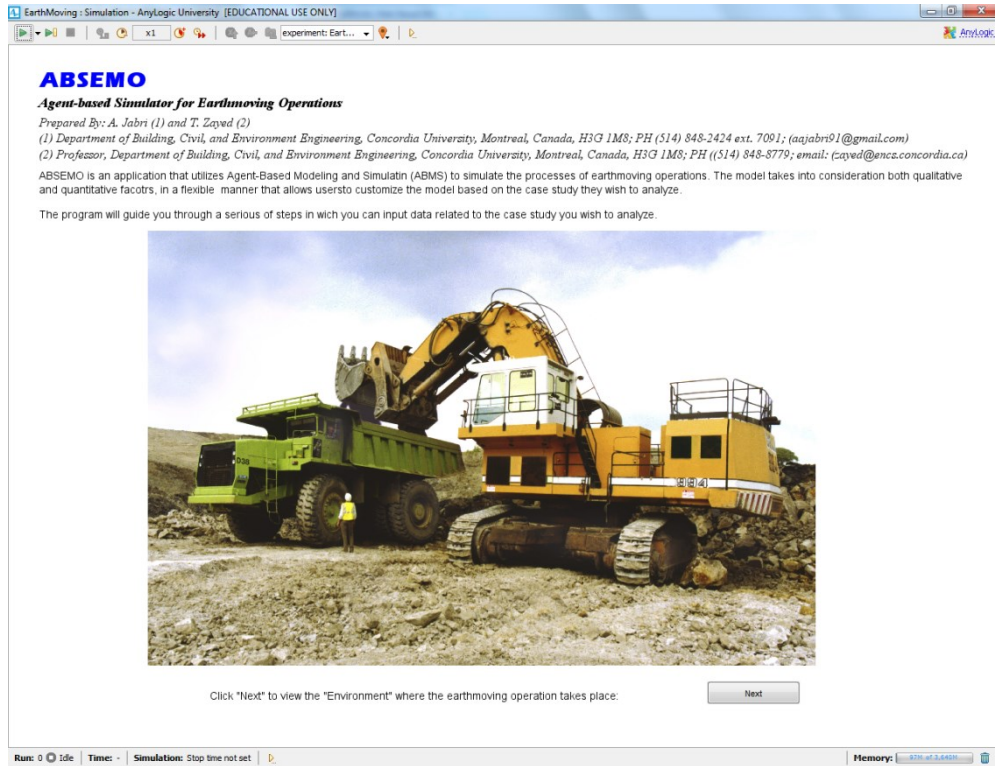 EarthMoving : Simulation - AnyLogic University [EDUCATIONAL USE ONLY]
x1
experiment: Eart...
AnyLogic
ABSEMO
Agent-based Simulator for Earthmoving Operations
Prepared By: A. Jabri (1) and T. Zayed (2)
(1) Department of Building, Civil, and Environment Engineering, Concordia University, Montreal, Canada, H3G 1M8; PH (514) 848-2424 ext. 7091; (aajabri91@gmail.com)
(2) Professor, Department of Building, Civil, and Environment Engineering, Concordia University, Montreal, Canada, H3G 1M8; PH ((514) 848-8779; email: (zayed@encs.concordia.ca)
ABSEMO is an application that utilizes Agent-Based Modeling and Simulatin (ABMS) to simulate the processes of earthmoving operations. The model takes into consideration both qualitative
and quantitative facotrs, in a flexible manner that allows usersto customize the model based on the case study they wish to analyze.
The program will guide you through a serious of steps in wich you can input data related to the case study you wish to analyze.
D36
884
Click "Next" to view the "Environment" where the earthmoving operation takes place:
Next
Run: 0 Idle Time: - Simulation: Stop time not set Memory: 97M of 3,640M